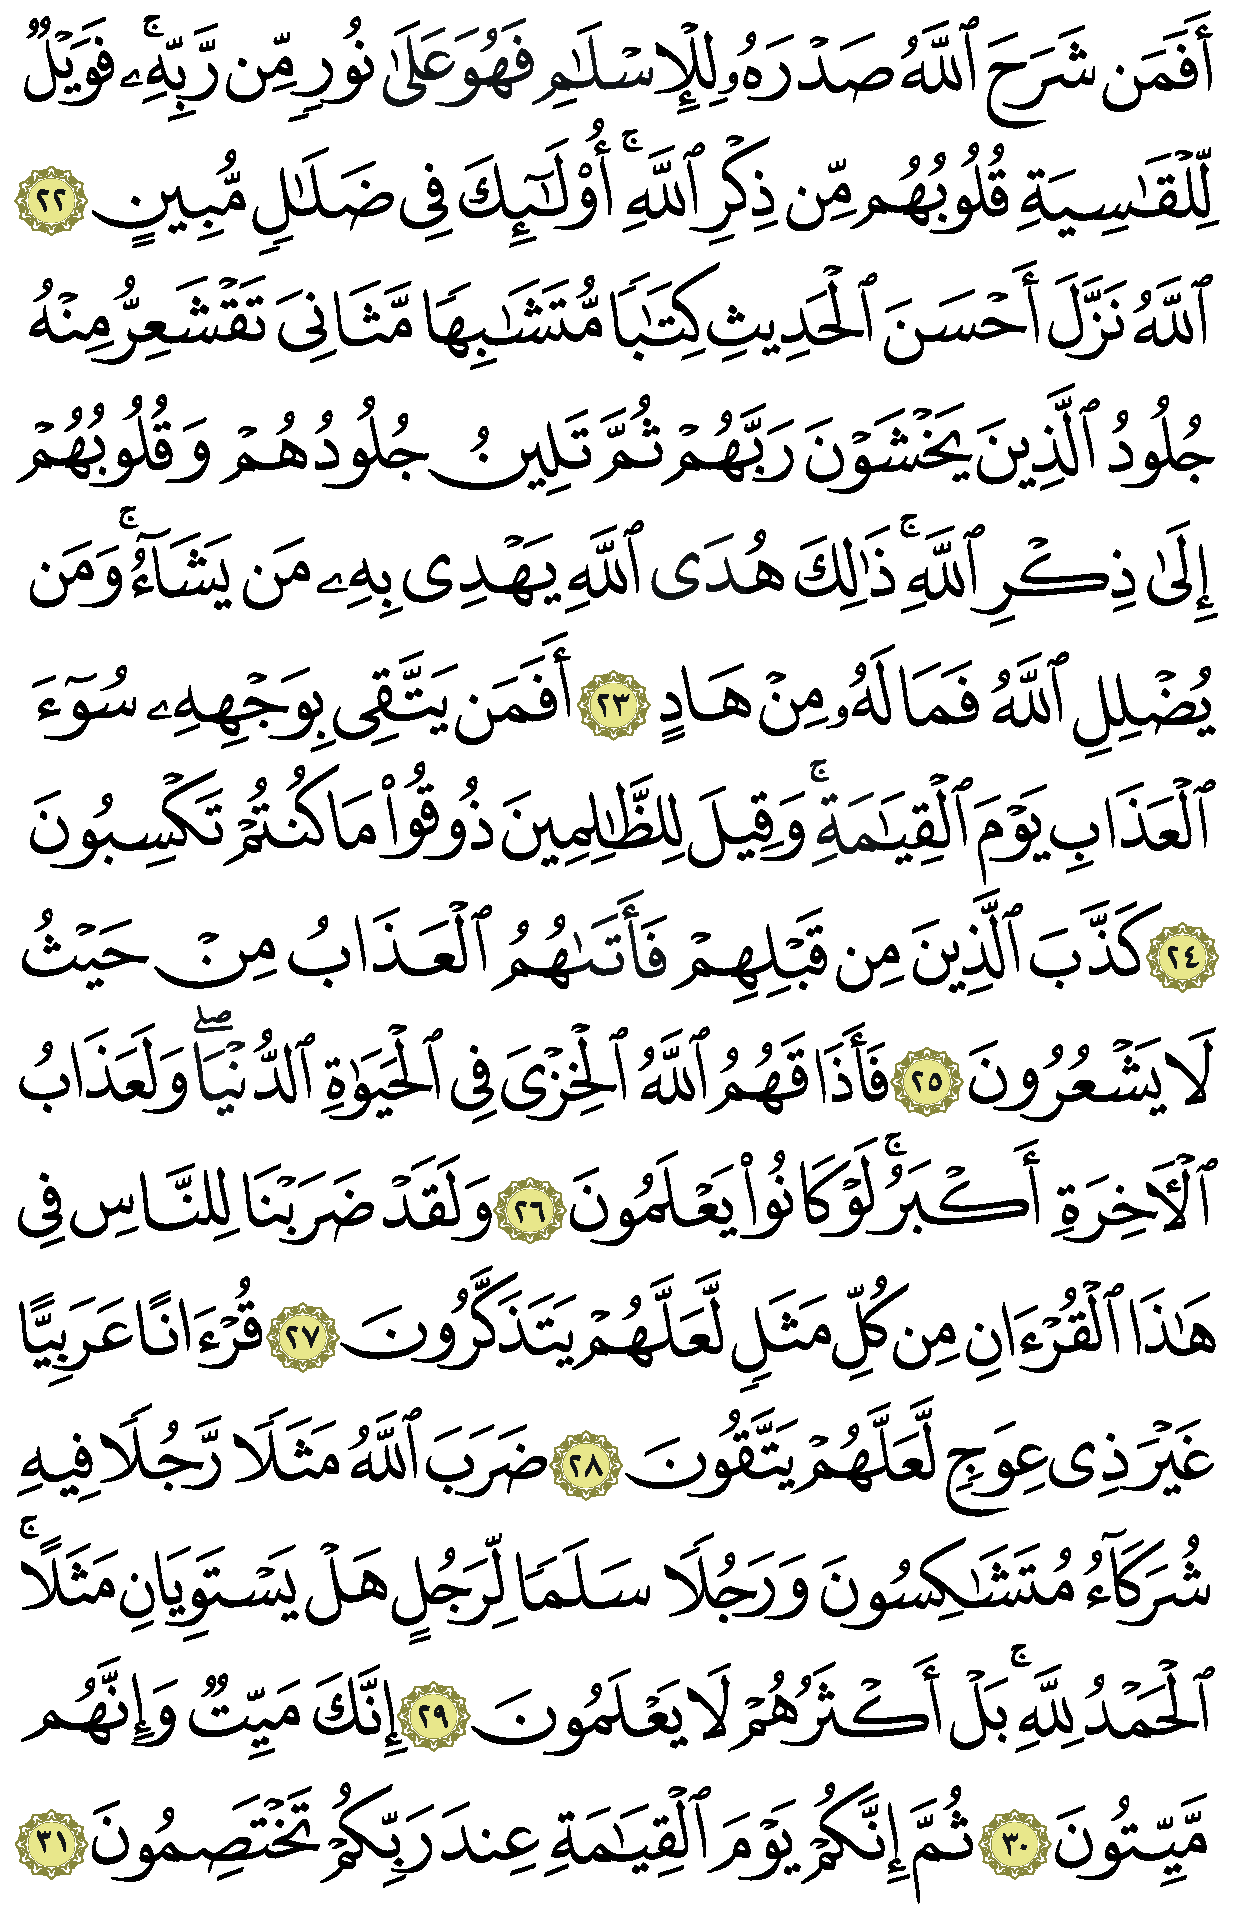 أَفَمَن شَرَحَ ٱللَّهُ صَدْرَهُۥ لِلْإِسْلَٰمِ فَهُوَ عَلَىٰ نُورٍ مِّن رَّبِّهِۦ ۚ فَوَيْلٌ
لِّلْقَٰسِيَةِ قُلُوبُهُم مِّن ذِكْرِ ٱللَّهِ ۚ أُو۟لَٰٓئِكَ فِى ضَلَٰلٍ مُّبِينٍ ٢٢
ٱللَّهُ نَزَّلَ أَحْسَنَ ٱلْحَدِيثِ كِتَٰبًا مُّتَشَٰبِهًا مَّثَانِىَ تَقْشَعِرُّ مِنْهُ
جُلُودُ ٱلَّذِينَ يَخْشَوْنَ رَبَّهُمْ ثُمَّ تَلِينُ جُلُودُهُمْ وَقُلُوبُهُمْ
إِلَىٰ ذِكْرِ ٱللَّهِ ۚ ذَٰلِكَ هُدَى ٱللَّهِ يَهْدِى بِهِۦ مَن يَشَآءُ ۚ وَمَن
يُضْلِلِ ٱللَّهُ فَمَا لَهُۥ مِنْ هَادٍ ٢٣ أَفَمَن يَتَّقِى بِوَجْهِهِۦ سُوٓءَ
ٱلْعَذَابِ يَوْمَ ٱلْقِيَٰمَةِ ۚ وَقِيلَ لِلظَّٰلِمِينَ ذُوقُوا۟ مَا كُنتُمْ تَكْسِبُونَ
٢٤ كَذَّبَ ٱلَّذِينَ مِن قَبْلِهِمْ فَأَتَىٰهُمُ ٱلْعَذَابُ مِنْ حَيْثُ
لَا يَشْعُرُونَ ٢٥ فَأَذَاقَهُمُ ٱللَّهُ ٱلْخِزْىَ فِى ٱلْحَيَوٰةِ ٱلدُّنْيَا ۖ وَلَعَذَابُ
ٱلْـَٔاخِرَةِ أَكْبَرُ ۚ لَوْ كَانُوا۟ يَعْلَمُونَ ٢٦ وَلَقَدْ ضَرَبْنَا لِلنَّاسِ فِى
هَٰذَا ٱلْقُرْءَانِ مِن كُلِّ مَثَلٍ لَّعَلَّهُمْ يَتَذَكَّرُونَ ٢٧ قُرْءَانًا عَرَبِيًّا
غَيْرَ ذِى عِوَجٍ لَّعَلَّهُمْ يَتَّقُونَ ٢٨ ضَرَبَ ٱللَّهُ مَثَلًا رَّجُلًا فِيهِ
شُرَكَآءُ مُتَشَٰكِسُونَ وَرَجُلًا سَلَمًا لِّرَجُلٍ هَلْ يَسْتَوِيَانِ مَثَلًا ۚ
ٱلْحَمْدُ لِلَّهِ ۚ بَلْ أَكْثَرُهُمْ لَا يَعْلَمُونَ ٢٩ إِنَّكَ مَيِّتٌ وَإِنَّهُم
مَّيِّتُونَ ٣٠ ثُمَّ إِنَّكُمْ يَوْمَ ٱلْقِيَٰمَةِ عِندَ رَبِّكُمْ تَخْتَصِمُونَ ٣١